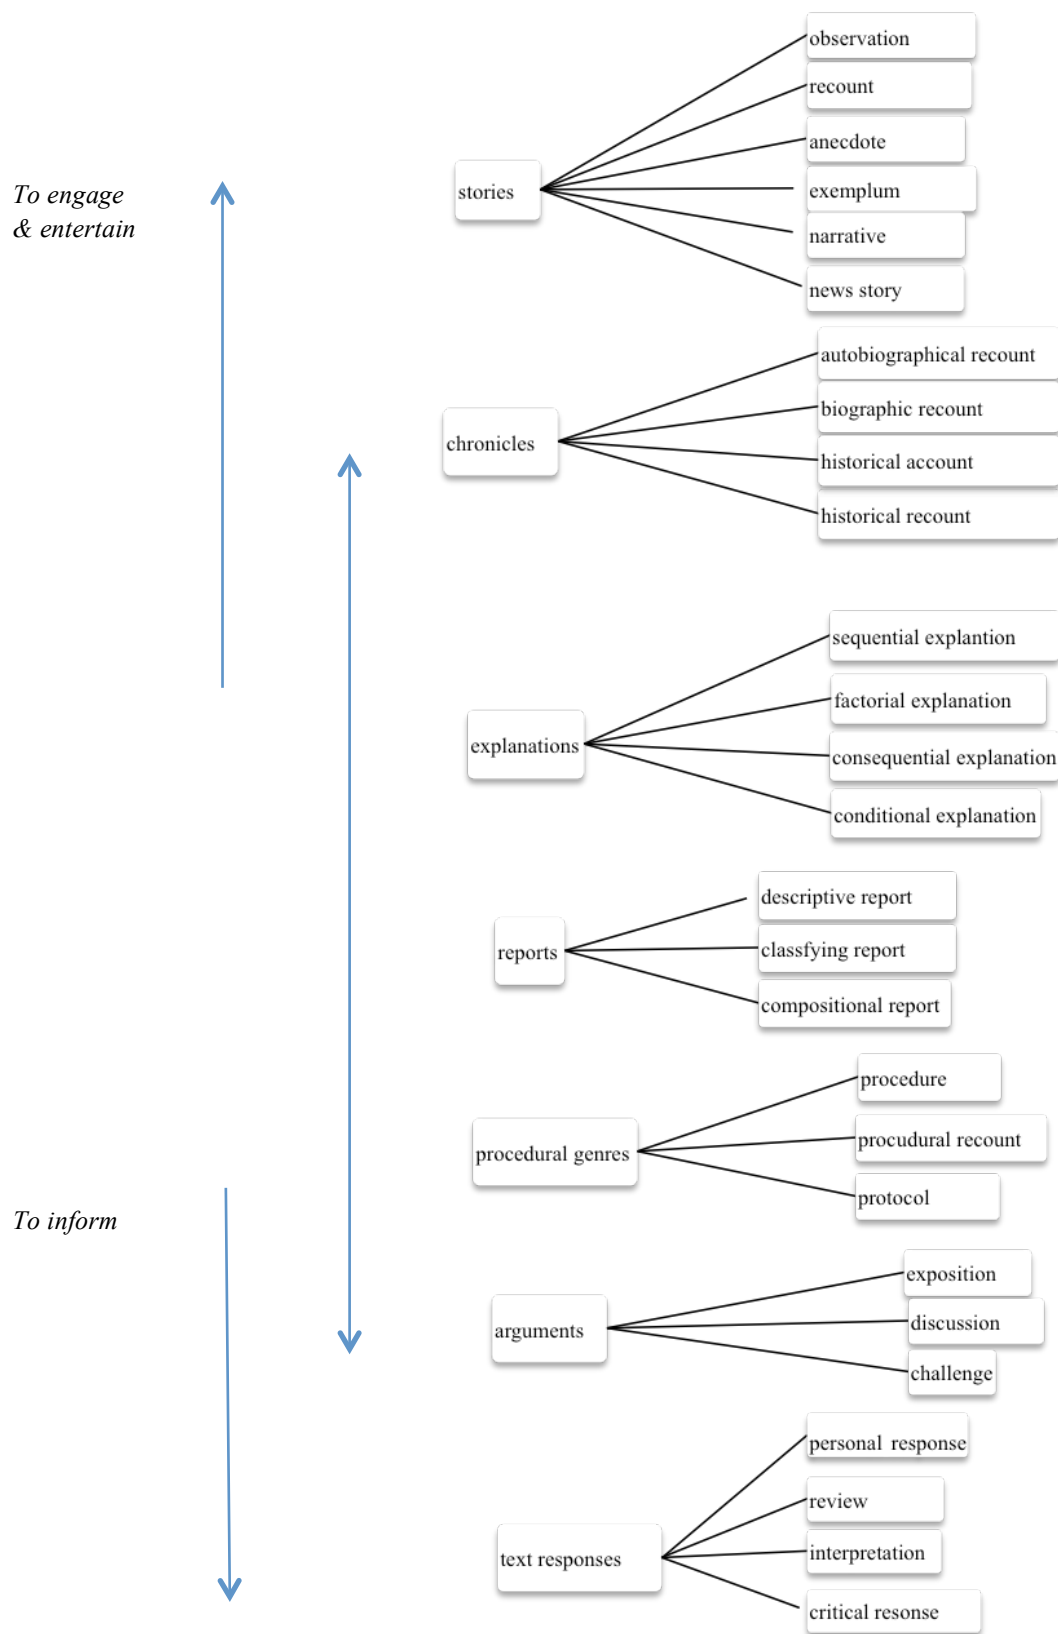 To engage
& entertain
stories
observation
recount
anecdote
exemplum
narrative
news story
chronicles
autobiographical recount
biographic recount
historical account
historical recount
explanations
sequential explantion
factorial explanation
consequential explanation
conditional explanation
reports
descriptive report
classfying report
compositional report
To inform
procedural genres
procedure
procudural recount
protocol
arguments
exposition
discussion
challenge
text responses
personal response
review
interpretation
critical resonse